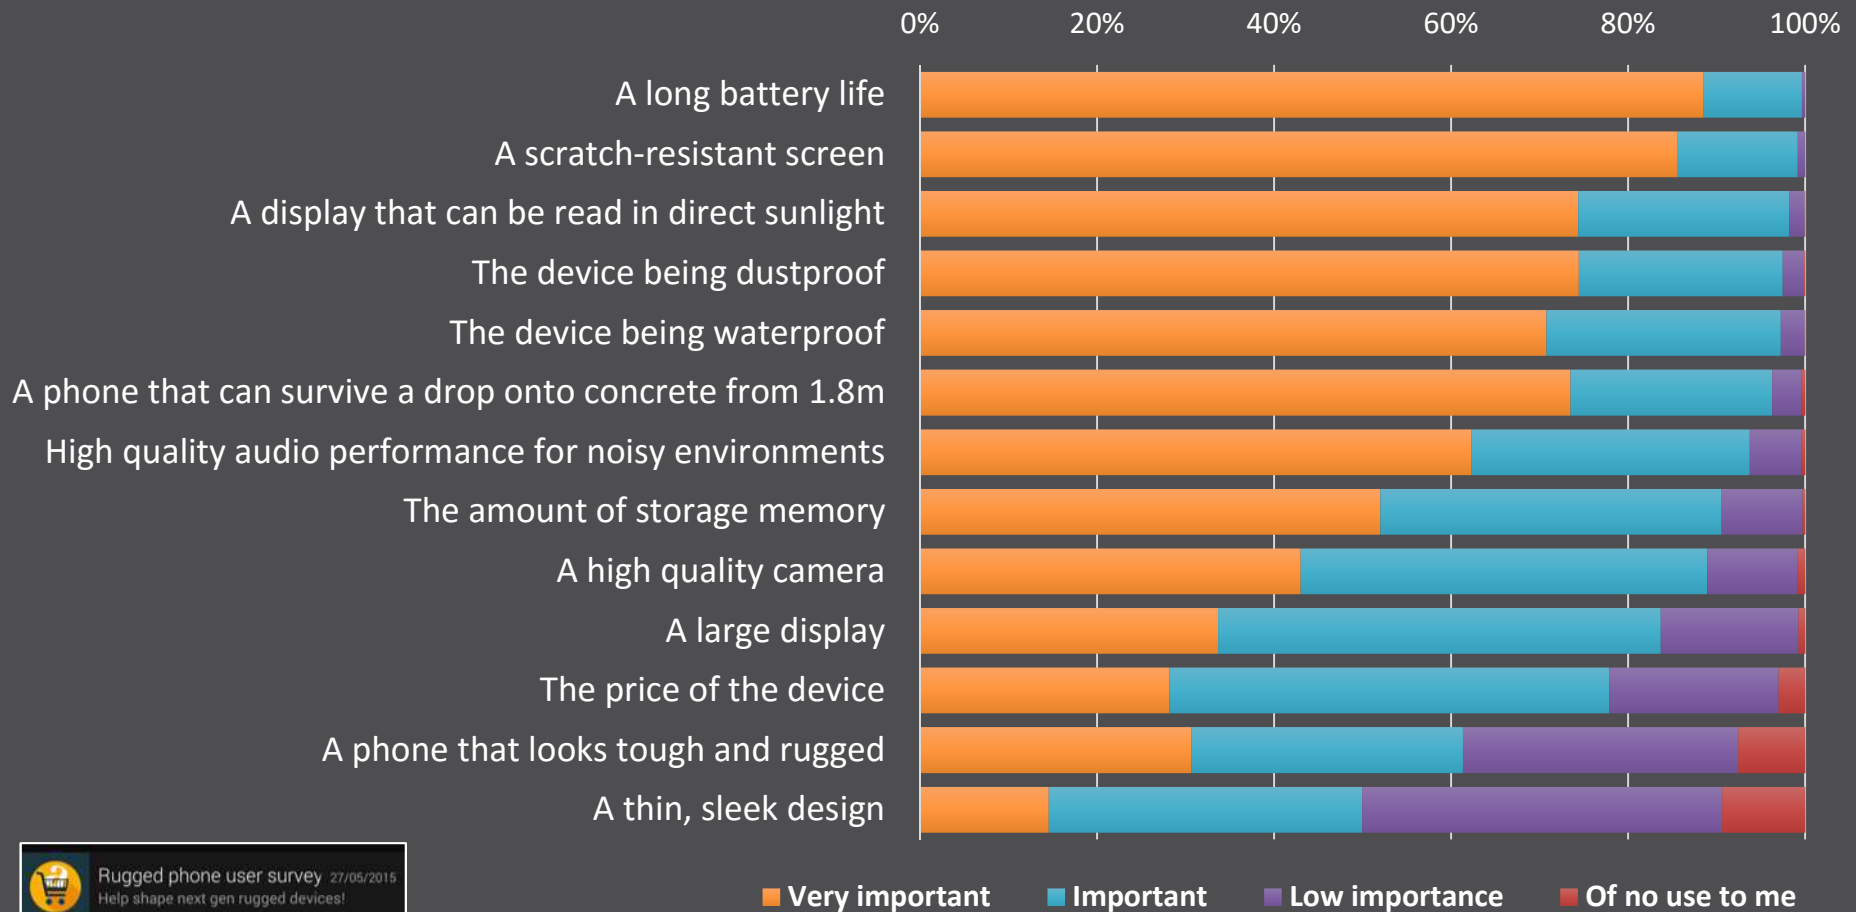 0% 20% 40% 60% 80% 100%
A long battery life
A scratch-resistant screen
A display that can be read in direct sunlight
The device being dustproof
The device being waterproof
A phone that can survive a drop onto concrete from 1.8m
High quality audio performance for noisy environments
The amount of storage memory
A high quality camera
A large display
The price of the device
A phone that looks tough and rugged
A thin, sleek design
Rugged phone user survey 27/05/2015
Help shape next gen rugged devices!
Very important Important Low importance Of no use to me